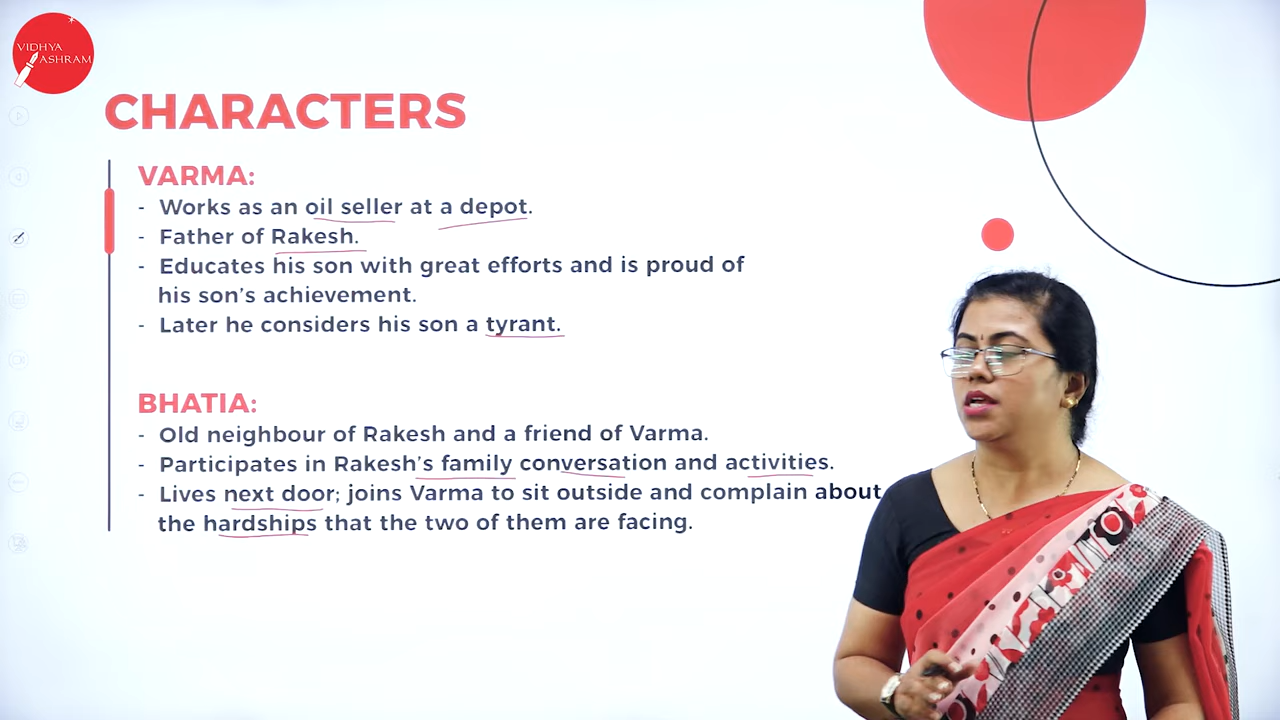 VIDHYA
ASHRAM
CHARACTERS
VARMA:
- Works as an oil seller at a depot.
- Father of Rakesh.
- Educates his son with great efforts and is proud of
his son's achievement.
- Later he considers his son a tyrant.
BHATIA:
- Old neighbour of Rakesh and a friend of Varma.
- Participates in Rakesh's family conversation and activities.
- Lives next door; joins Varma to sit outside and complain about
the hardships that the two of them are facing.